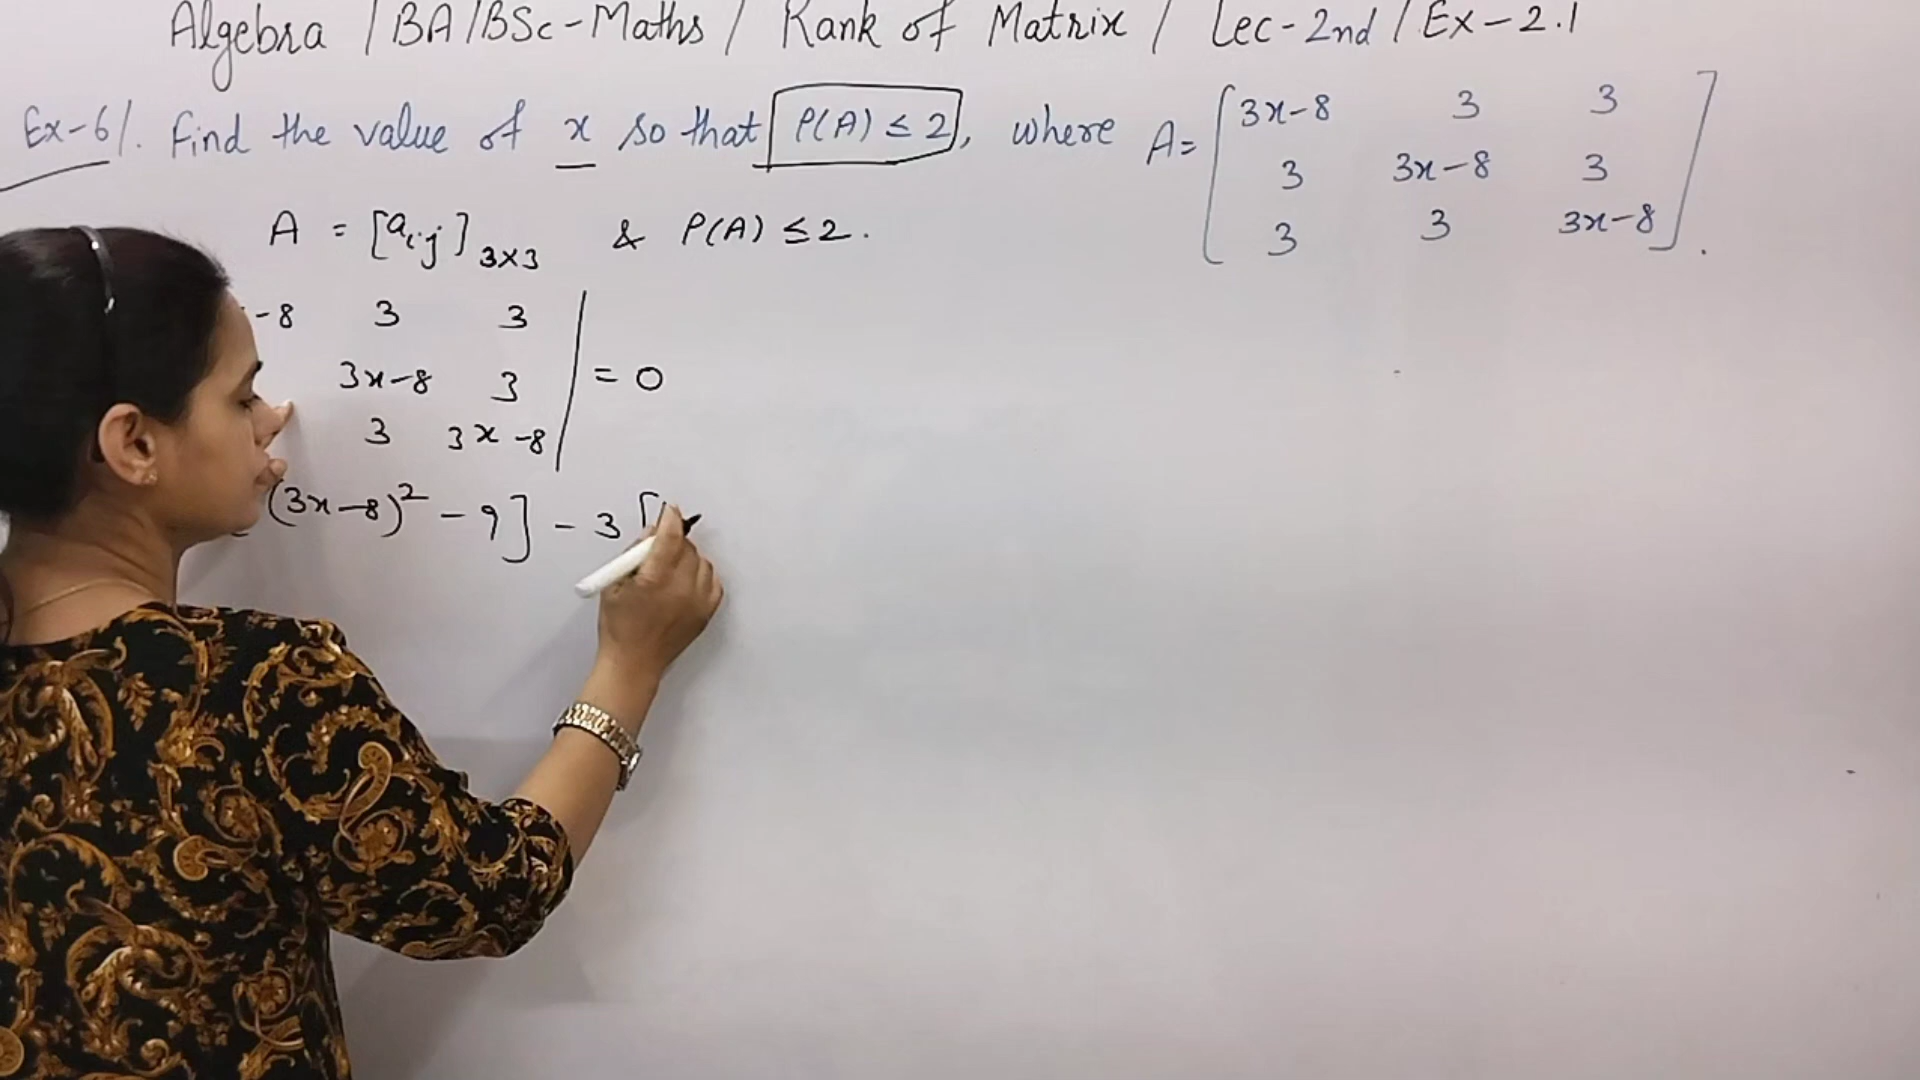 Algebra / BA/BSc-Maths / Rank of Matrix / Lec-2nd / Ex-2.1
Ex-6/. Find the value of x so that P(A) ≤ 2, where A= [3x-8 3 3
3 3x-8 3
3 3 3x-8].
A = [aij]3×3 & P(A) ≤ 2.
-8 3 3
3x-8 3 = 0
3 3x-8
(3x-8)² - 9] - 3 [